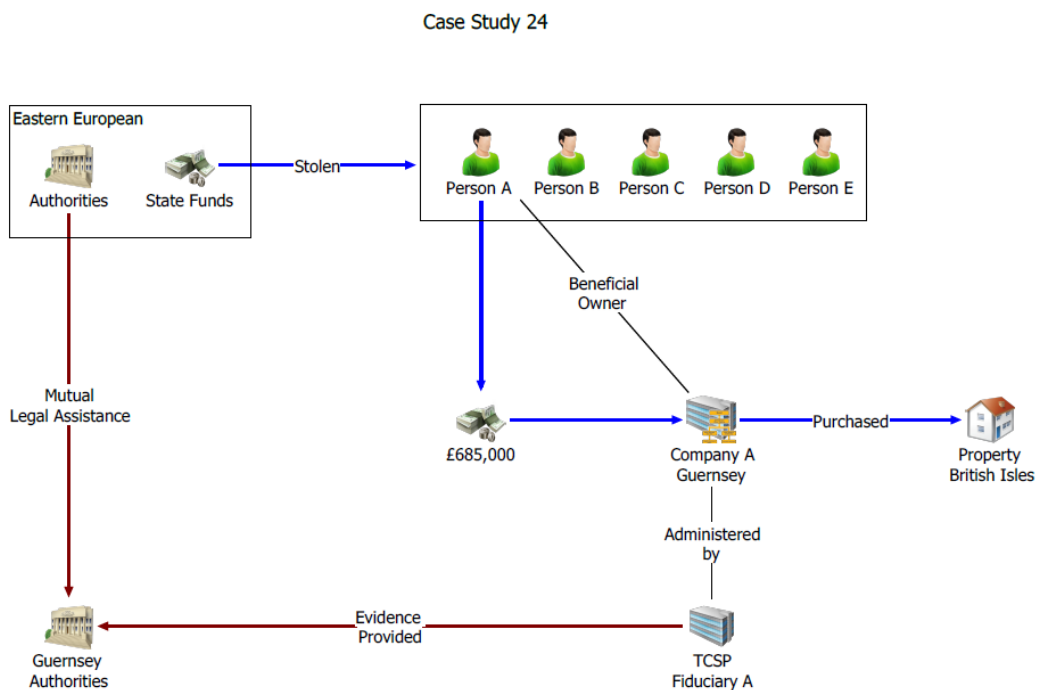 Case Study 24
Eastern European
Authorities
State Funds
Stolen
Person A
Person B
Person C
Person D
Person E
Beneficial
Owner
Mutual
Legal Assistance
£685,000
Company A
Guernsey
Purchased
Property
British Isles
Administered
by
Evidence
Provided
Guernsey
Authorities
TCSP
Fiduciary A